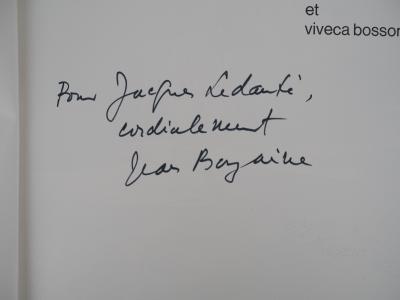 et
viveca bosson
Pour Jacques Ledanté,
cordialement
Jean Bazaine